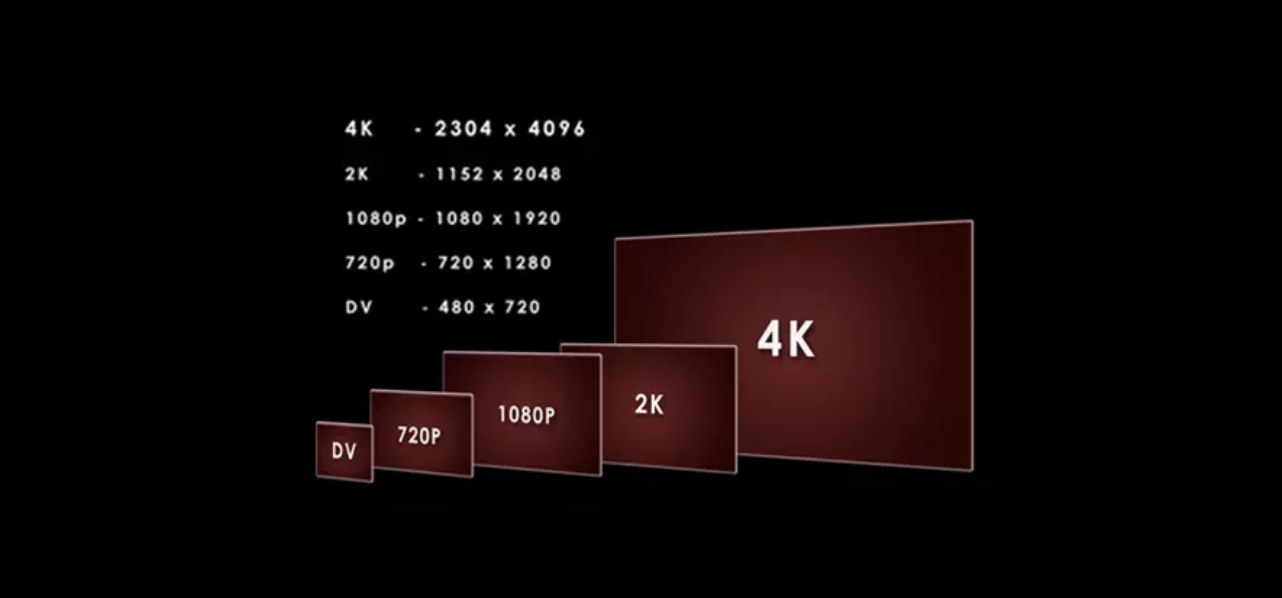 4K - 2304 x 4096
2K - 1152 x 2048
1080p - 1080 x 1920
720p - 720 x 1280
DV - 480 x 720
4K
2K
1080P
720P
DV